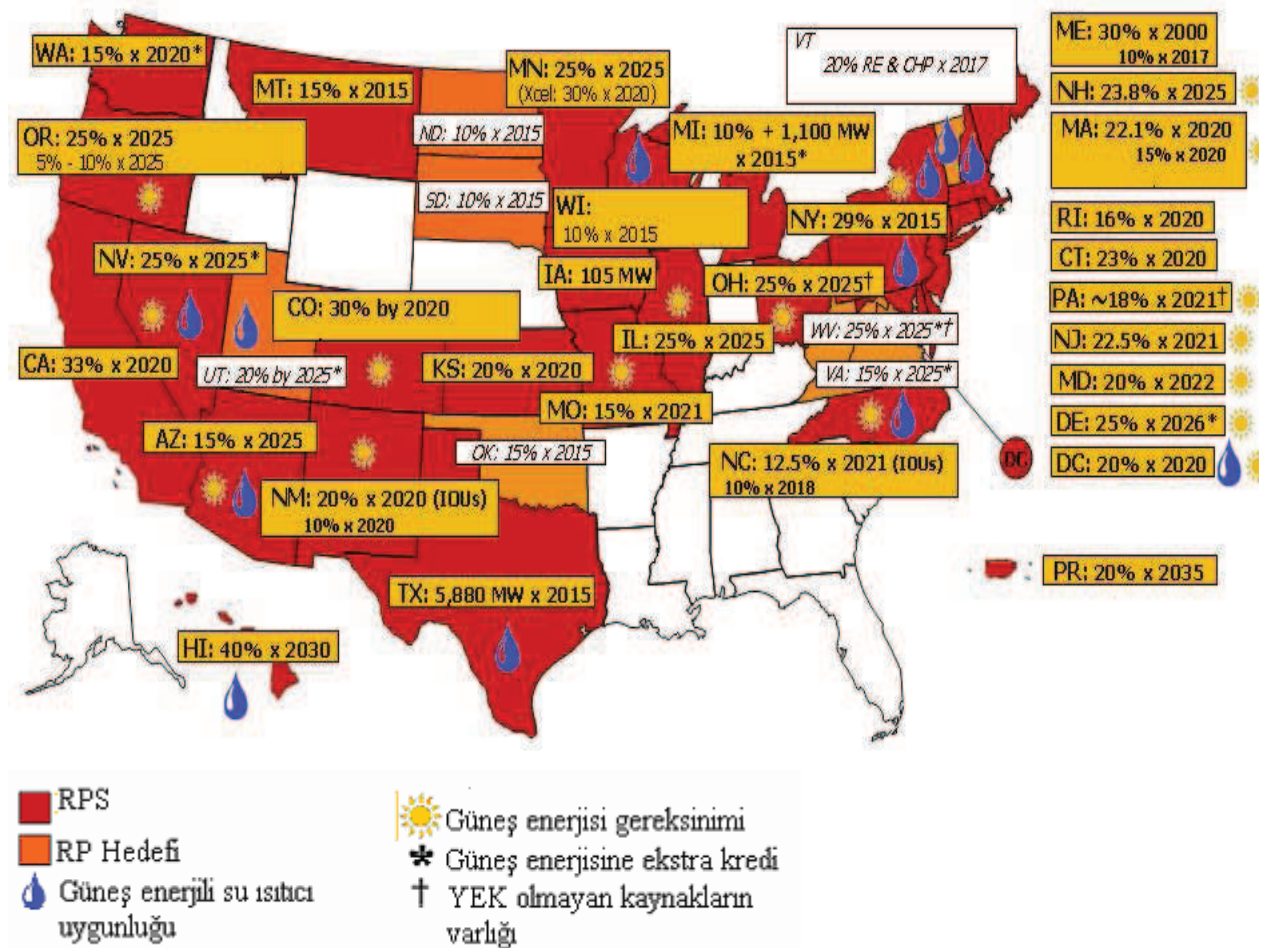 WA: 15% x 2020*
MT: 15% x 2015
MN: 25% x 2025
(Xcel: 30% x 2020)
VT
20% RE & CHP x 2017
ME: 30% x 2000
10% x 2017
NH: 23.8% x 2025
OR: 25% x 2025
5% - 10% x 2025
ND: 10% x 2015
MI: 10% + 1,100 MW
x 2015*
MA: 22.1% x 2020
15% x 2020
SD: 10% x 2015
WI:
10% x 2015
NY: 29% x 2015
RI: 16% x 2020
NV: 25% x 2025*
IA: 105 MW
OH: 25% x 2025†
CT: 23% x 2020
CO: 30% by 2020
PA: ~18% x 2021†
IL: 25% x 2025
WV: 25% x 2025*†
NJ: 22.5% x 2021
CA: 33% x 2020
UT: 20% by 2025*
KS: 20% x 2020
VA: 15% x 2025*
MD: 20% x 2022
MO: 15% x 2021
DE: 25% x 2026*
AZ: 15% x 2025
OK: 15% x 2015
NC: 12.5% x 2021 (IOUs)
10% x 2018
DC
DC: 20% x 2020
NM: 20% x 2020 (IOUs)
10% x 2020
PR: 20% x 2035
TX: 5,880 MW x 2015
HI: 40% x 2030
RPS
RP Hedefi
Güneş enerjili su ısıtıcı
uygunluğu
Güneş enerjisi gereksinimi
* Güneş enerjisine ekstra kredi
† YEK olmayan kaynakların
varlığı